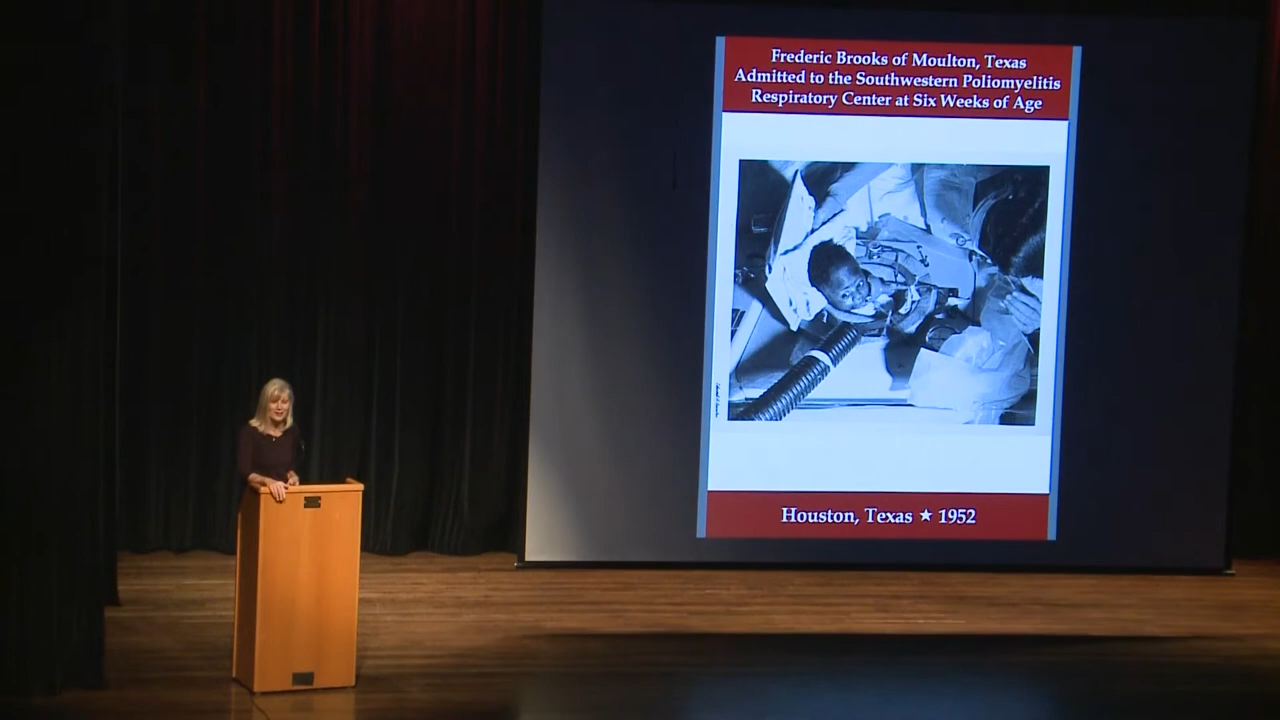 Frederic Brooks of Moulton, Texas
Admitted to the Southwestern Poliomyelitis
Respiratory Center at Six Weeks of Age
Houston, Texas ★ 1952